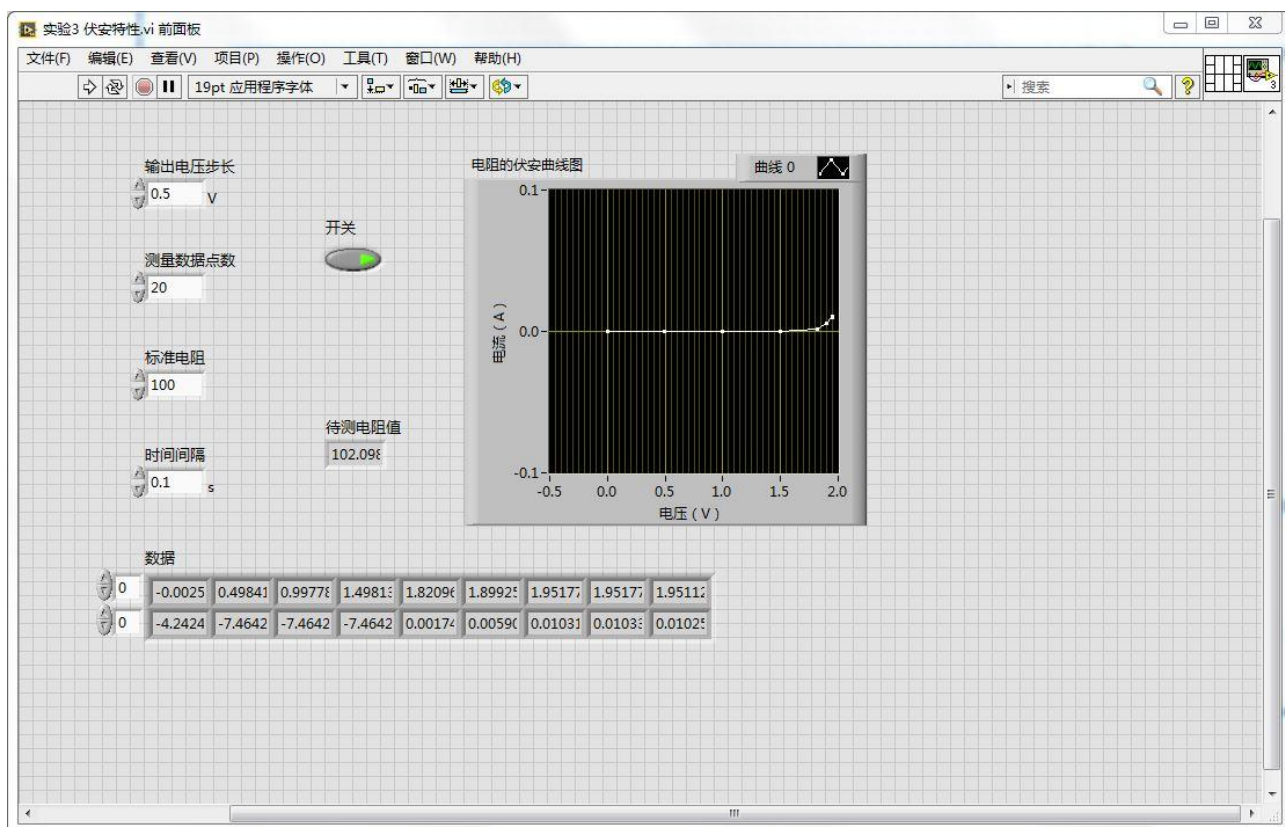 实验3 伏安特性.vi 前面板
文件(F) 编辑(E) 查看(V) 项目(P) 操作(O) 工具(T) 窗口(W) 帮助(H)
19pt 应用程序字体 搜索 3
输出电压步长
0.5 V
测量数据点数
20
标准电阻
100
时间间隔
0.1 s
开关
待测电阻值
102.098
电阻的伏安曲线图 曲线 0
电流 ( A )
0.1
0.0
-0.1
-0.5 0.0 0.5 1.0 1.5 2.0
电压 ( V )
数据
0 -0.0025 0.49841 0.99778 1.49813 1.82096 1.89925 1.95177 1.95177 1.95112
0 -4.2424 -7.4642 -7.4642 -7.4642 0.00174 0.00590 0.01031 0.01033 0.01025